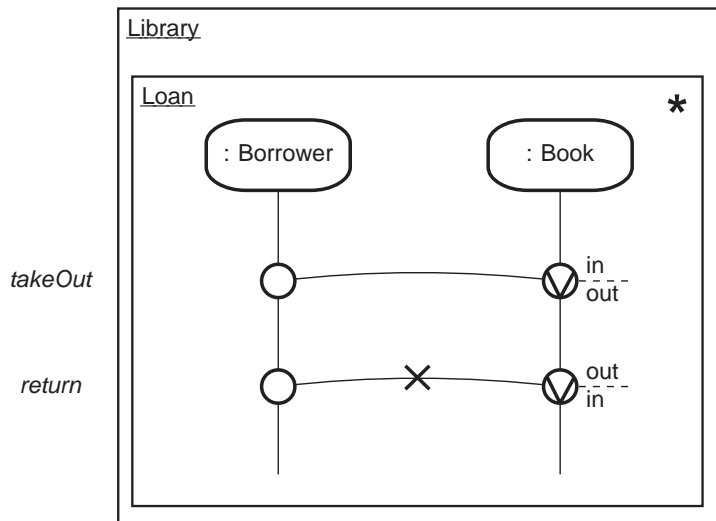 Library
Loan
*
: Borrower
: Book
takeOut
in
out
return
out
in